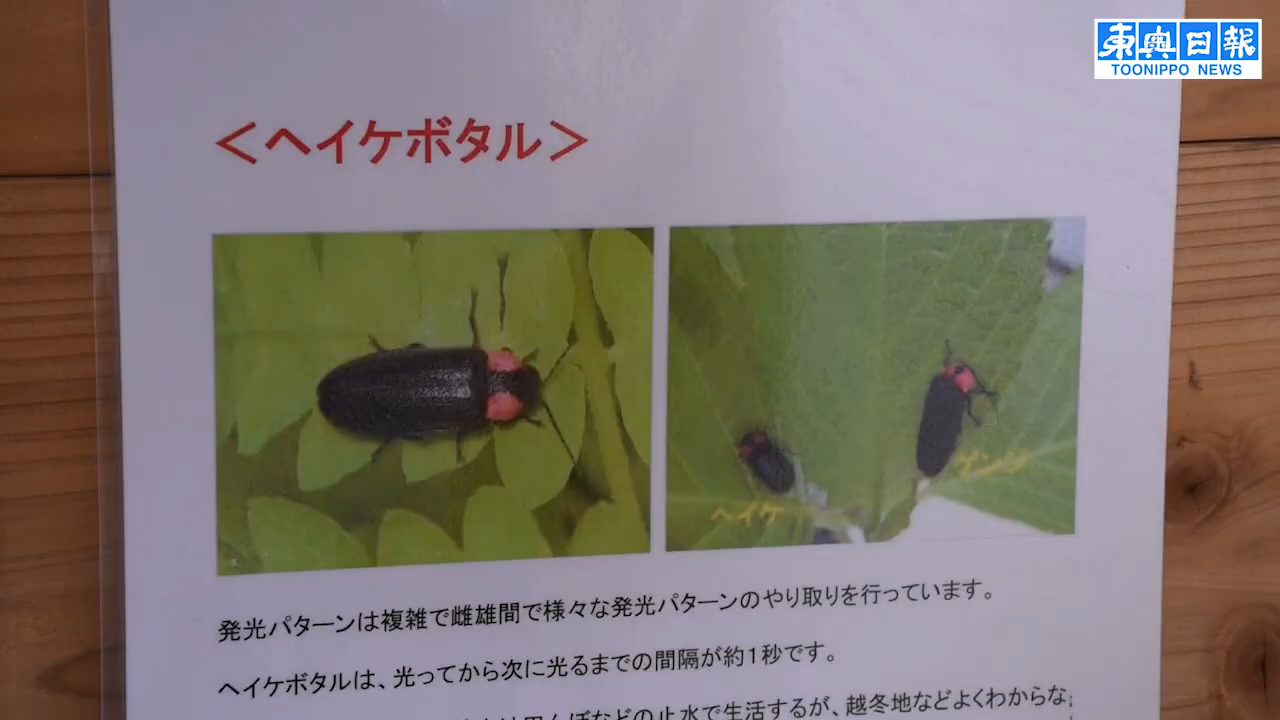 東奥日報
TOONIPPO NEWS
＜ヘイケボタル＞
ゲンジ
ヘイケ
発光パターンは複雑で雌雄間で様々な発光パターンのやり取りを行っています。
ヘイケボタルは、光ってから次に光るまでの間隔が約1秒です。
田んぼなどの止水で生活するが、越冬地などよくわからな